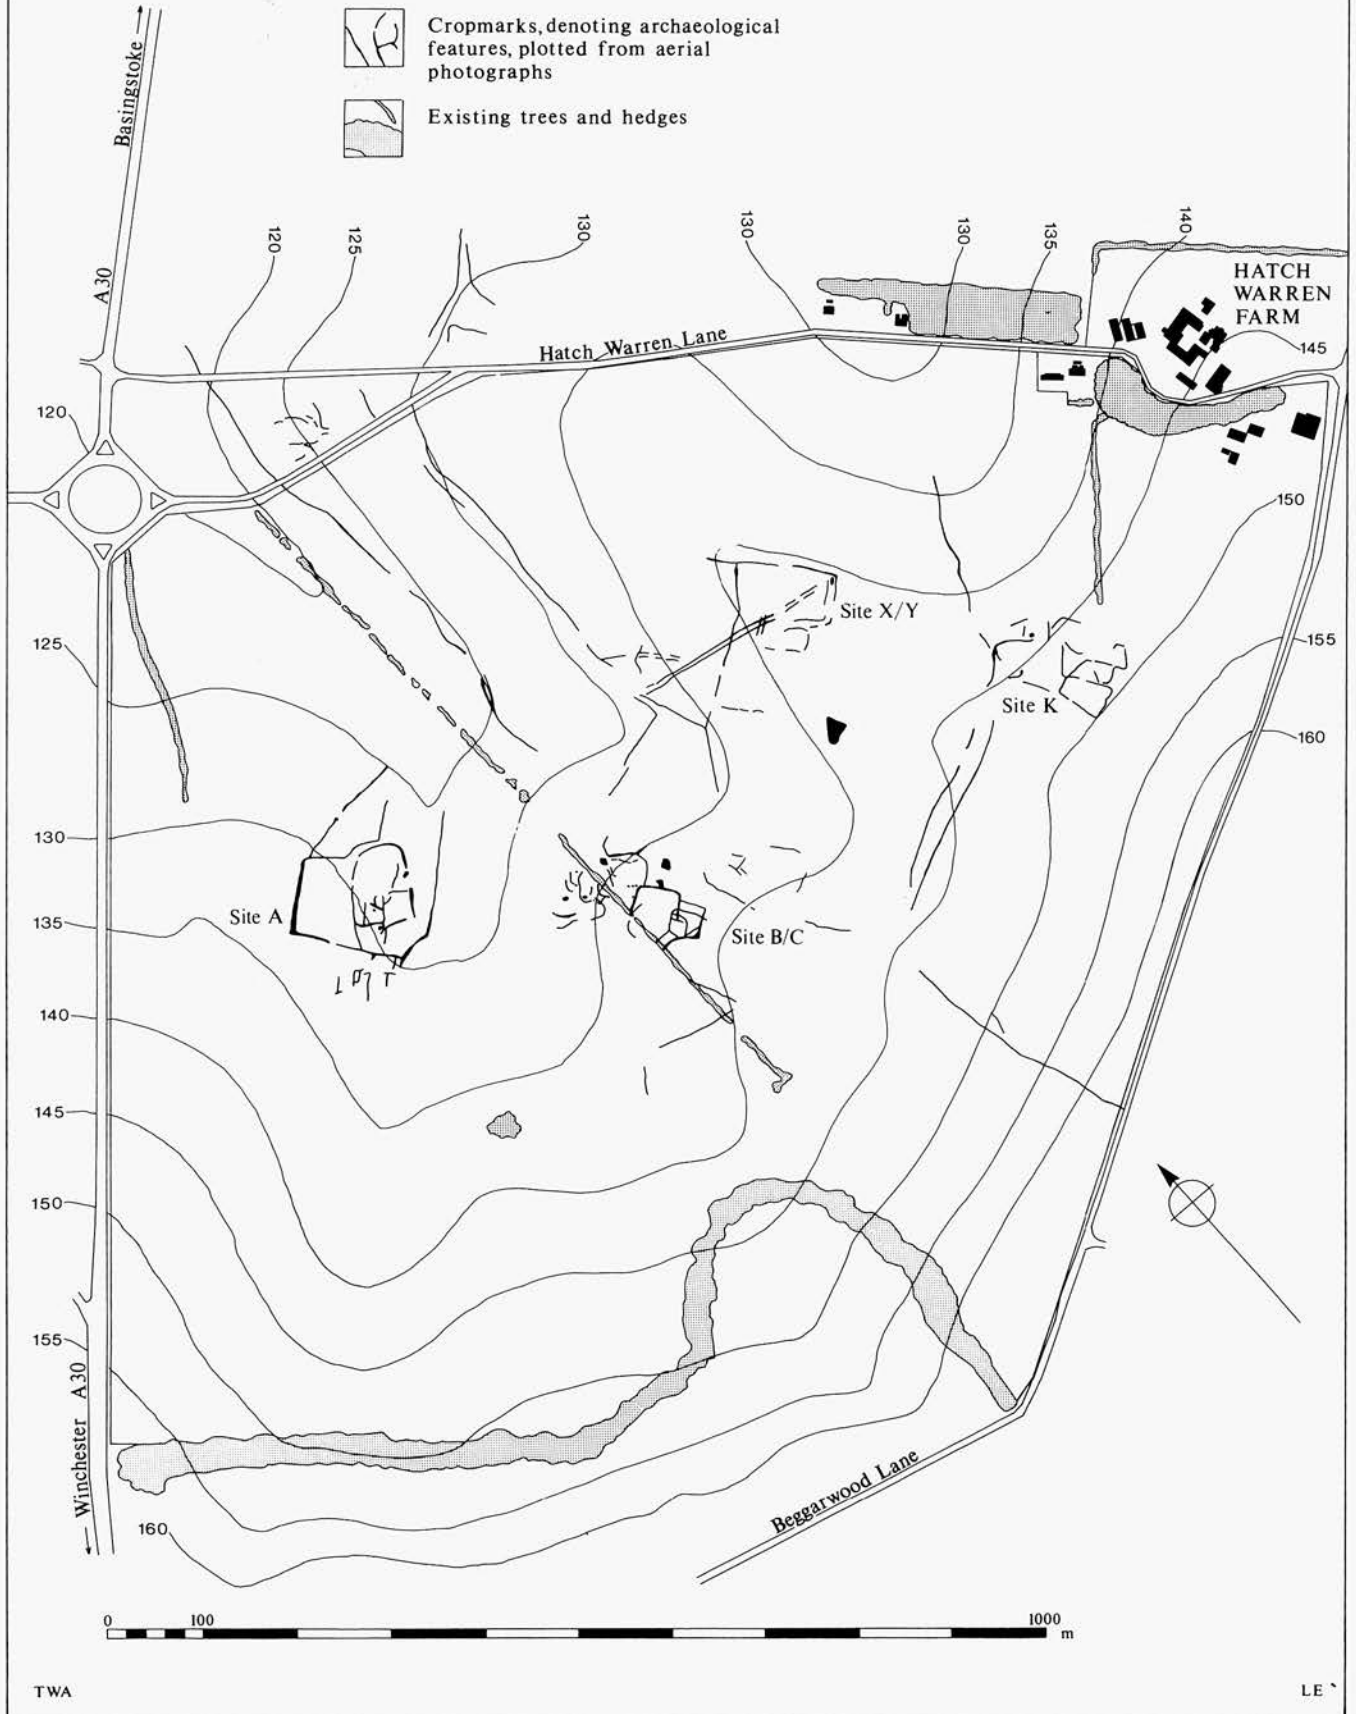 Cropmarks, denoting archaeological
features, plotted from aerial
photographs
Existing trees and hedges
Basingstoke
A30
120
125
130
130
130
135
140
HATCH
WARREN
FARM
145
Hatch Warren Lane
120
150
Site X/Y
125
155
Site K
160
130
Site A
135
Site B/C
140
145
150
155
Winchester A30
160
Beggarwood Lane
0 100 1000
m
TWA
LE